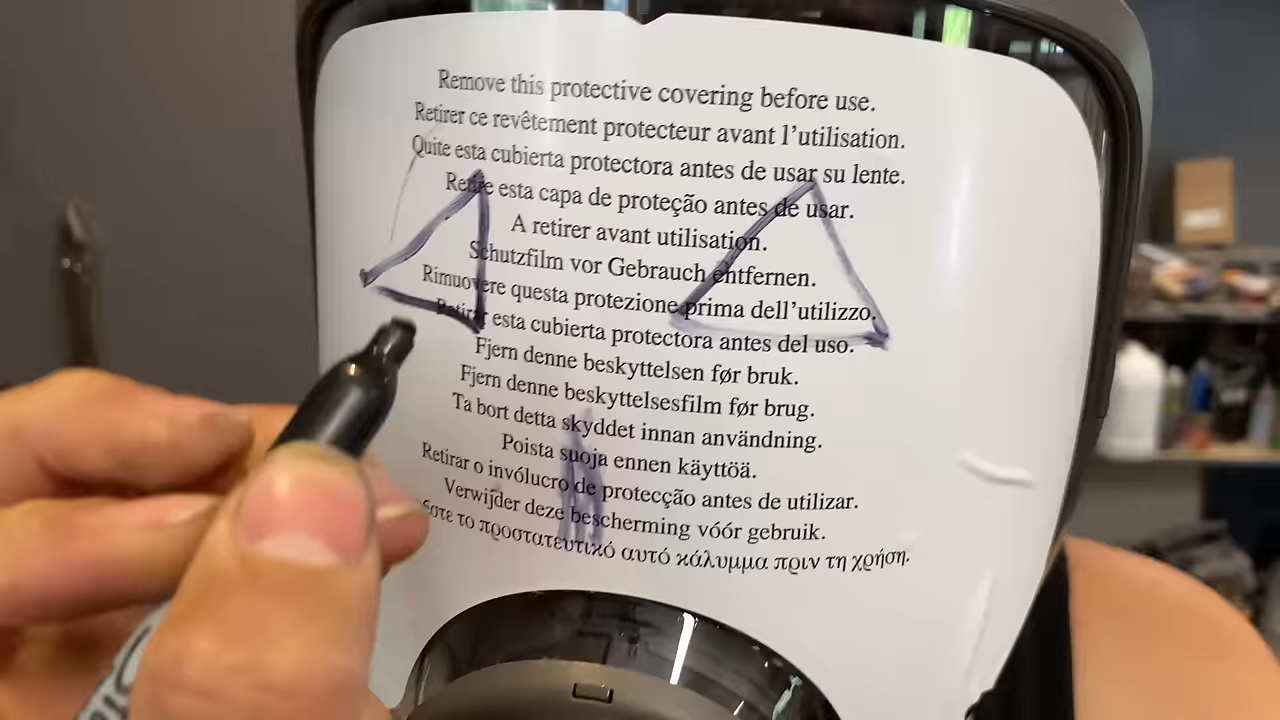 Remove this protective covering before use.
Retirer ce revêtement protecteur avant l'utilisation.
Quite esta cubierta protectora antes de usar su lente.
Retire esta capa de proteção antes de usar.
A retirer avant utilisation.
Schutzfilm vor Gebrauch entfernen.
Rimuovere questa protezione prima dell'utilizzo.
Retirar esta cubierta protectora antes del uso.
Fjern denne beskyttelsen før bruk.
Fjern denne beskyttelsesfilm før brug.
Ta bort detta skyddet innan användning.
Poista suoja ennen käyttöä.
Retirar o invólucro de protecção antes de utilizar.
Verwijder deze bescherming vóór gebruik.
το προστατευτικό αυτό κάλυμμα πριν τη χρήση.